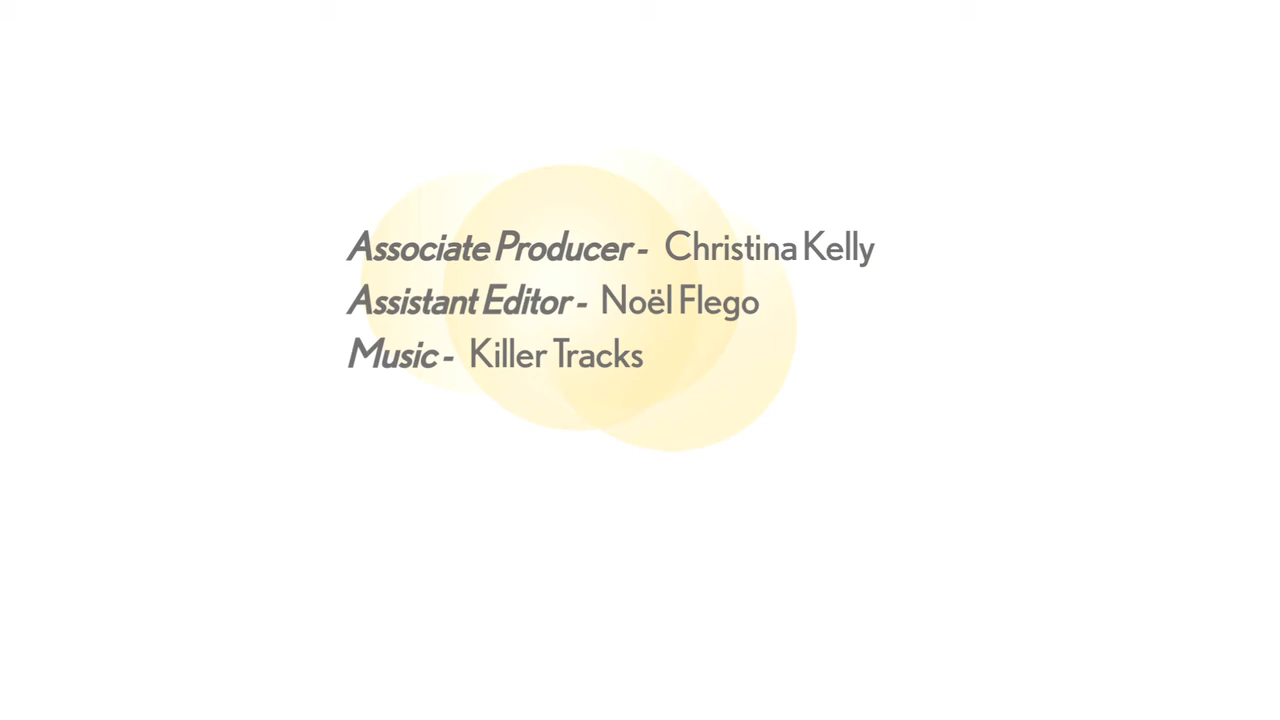 Associate Producer - Christina Kelly
Assistant Editor - Noël Flego
Music - Killer Tracks